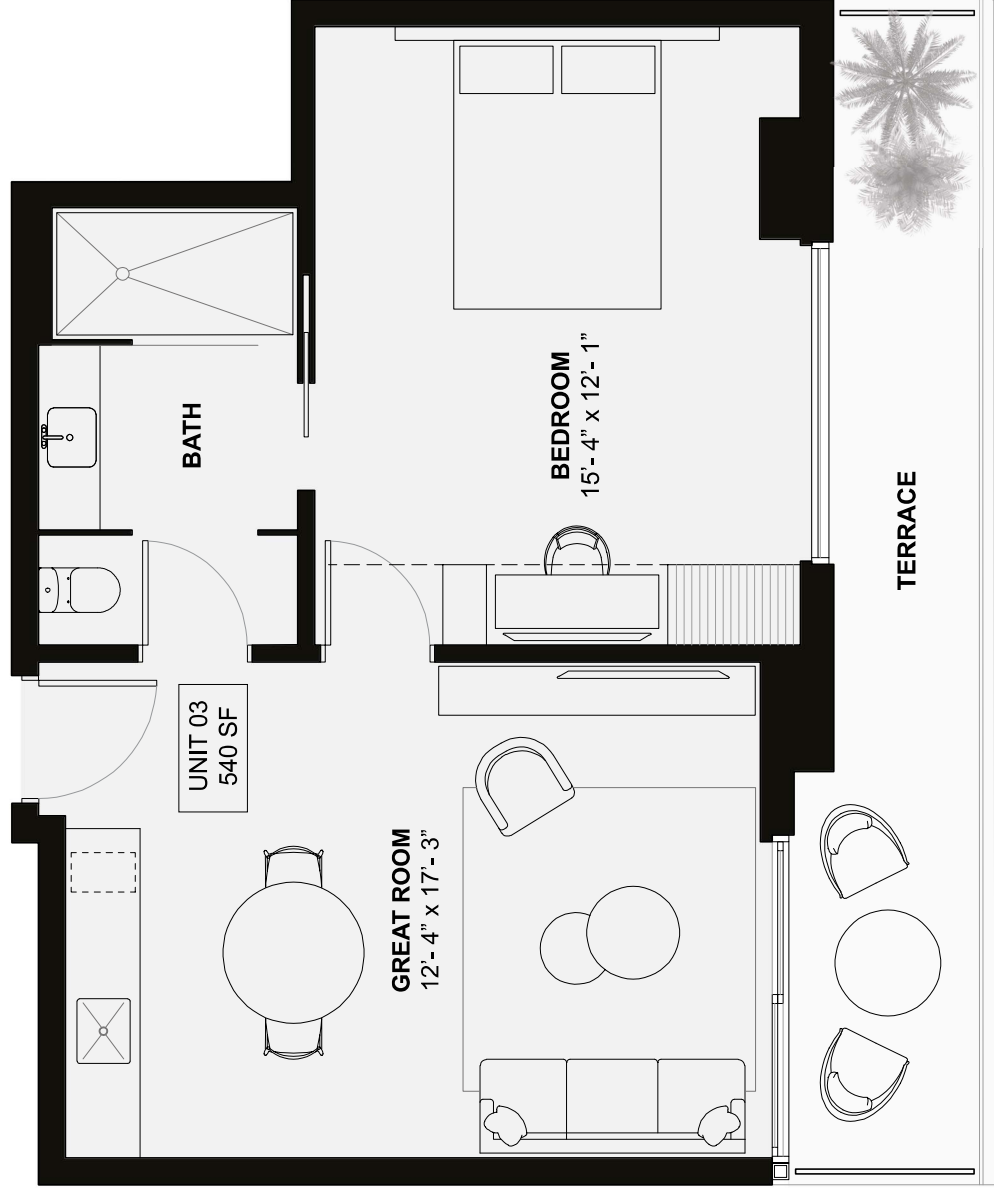 BATH
BEDROOM
15'- 4” x 12'- 1”
TERRACE
UNIT 03
540 SF
GREAT ROOM
12'- 4” x 17'- 3”